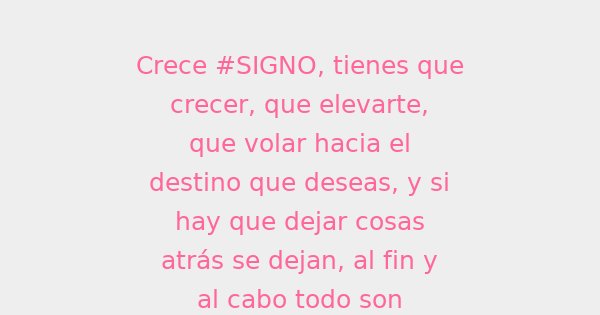 Crece #SIGNO, tienes que
crecer, que elevarte,
que volar hacia el
destino que deseas, y si
hay que dejar cosas
atrás se dejan, al fin y
al cabo todo son